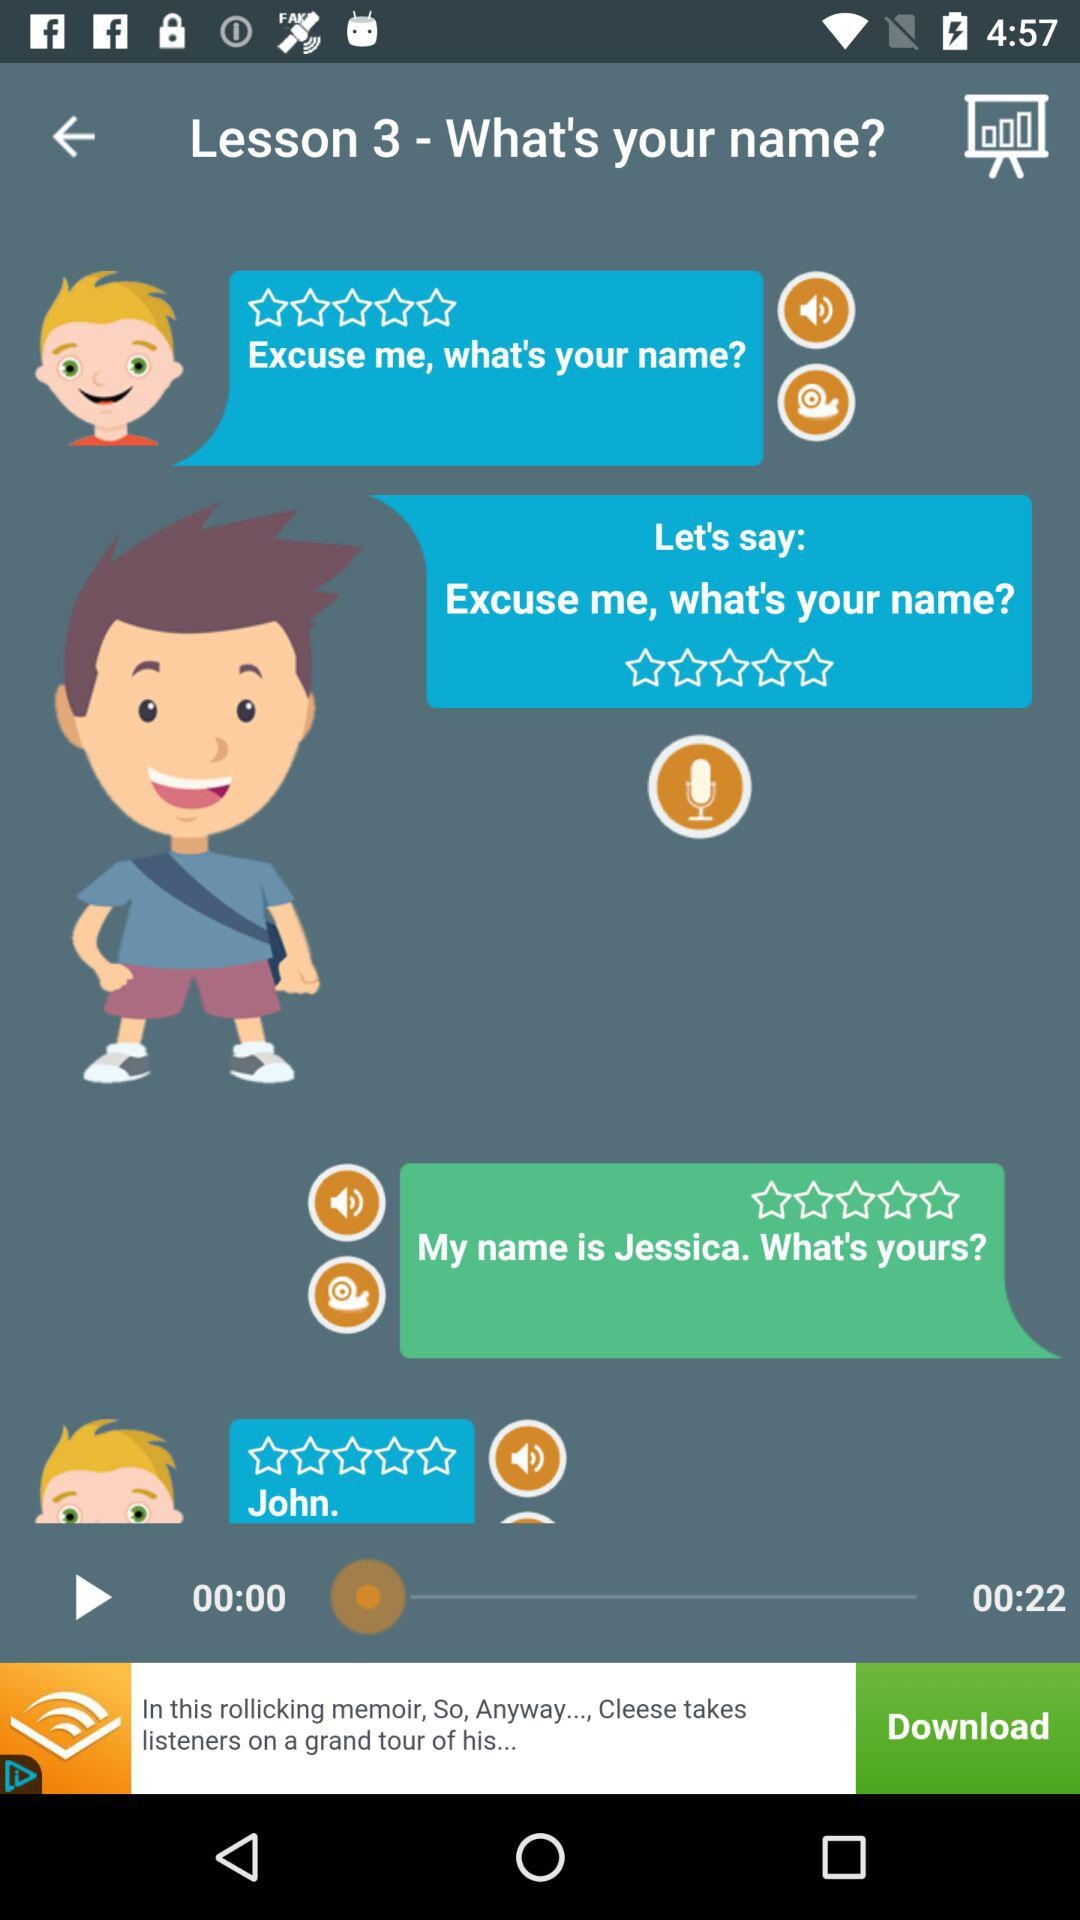 FAKE
4:57
Lesson 3 - What's your name?
Excuse me, what's your name?
Let's say:
Excuse me, what's your name?
My name is Jessica. What's yours?
John.
00:00
00:22
In this rollicking memoir, So, Anyway..., Cleese takes
listeners on a grand tour of his...
Download